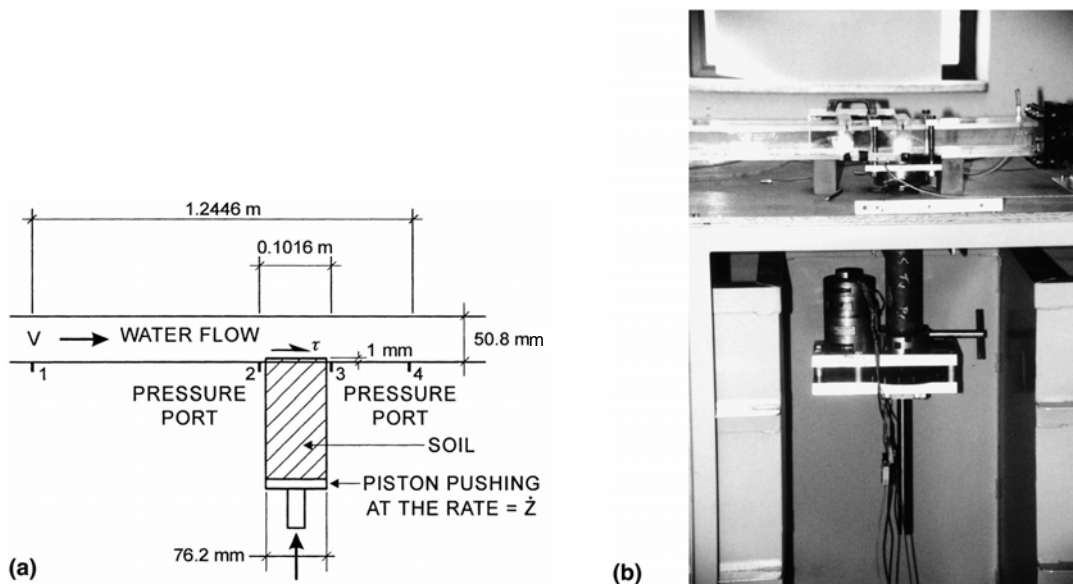 1.2446 m
0.1016 m
V
WATER FLOW
τ
1 mm
50.8 mm
1
2
3
4
PRESSURE
PORT
PRESSURE
PORT
SOIL
PISTON PUSHING
AT THE RATE = Ż
76.2 mm
(a)
(b)